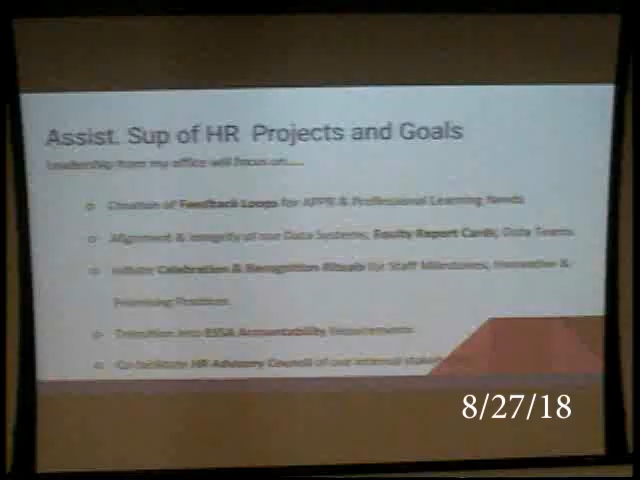 Assist. Sup of HR Projects and Goals
Leadership from my office will focus on....
Creation of Feedback Loops for APPR & Professional Learning Needs
Alignment & Integrity of our Data Systems, Equity Report Cards, Data Teams
Initiate Celebration & Recognition Rituals for Staff Milestones, Innovative &
Promising Practices
Transition into ESSA Accountability
Co-facilitate HR Advisory Council of our
8/27/18